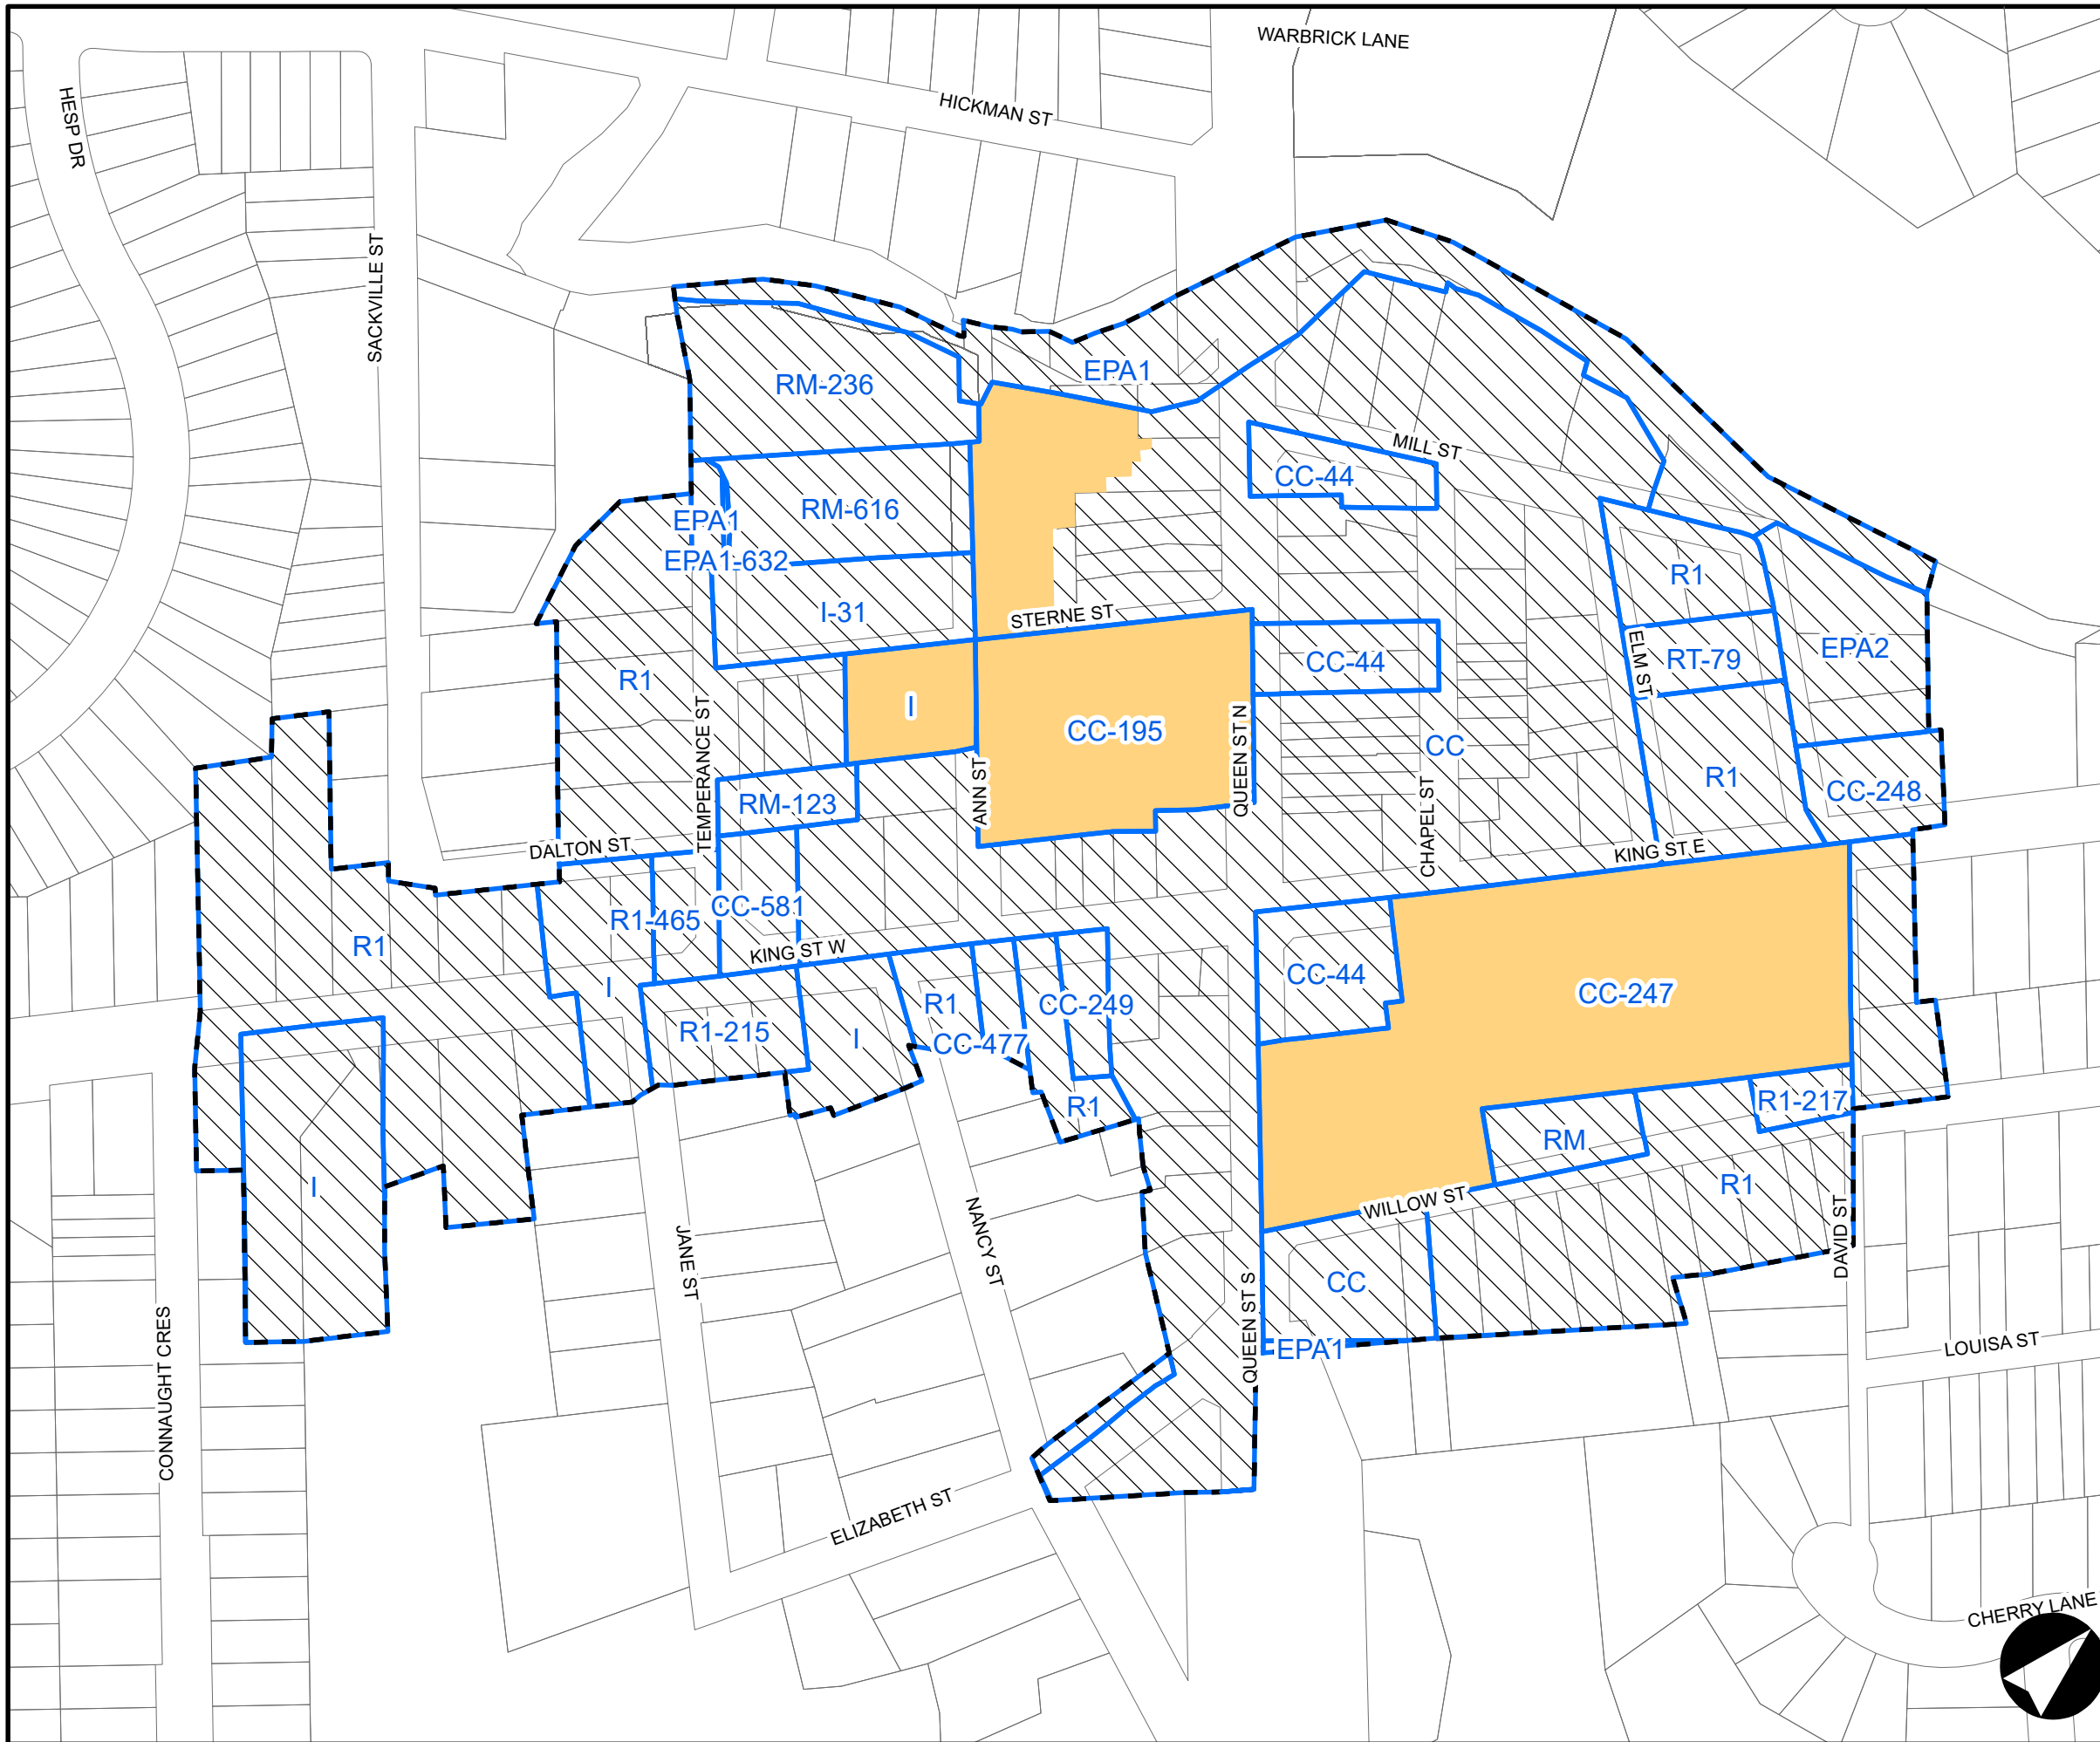 WARBRICK LANE
HICKMAN ST
HESP DR
SACKVILLE ST
EPA1
RM-236
MILL ST
CC-44
RM-616
EPA1
EPA1-632
R1
I-31
STERNE ST
ELM ST
RT-79
EPA2
CC-44
R1
I
CC-195
QUEEN ST N
CC
TEMPERANCE ST
ANN ST
CHAPEL ST
R1
CC-248
RM-123
DALTON ST
KING ST E
R1-465
CC-581
R1
KING ST W
I
CC-44
CC-247
R1
CC-249
R1-215
I
CC-477
R1
R1-217
RM
I
R1
WILLOW ST
NANCY ST
JANE ST
DAVID ST
CC
QUEEN ST S
EPA1
LOUISA ST
CONNAUGHT CRES
ELIZABETH ST
CHERRY LANE